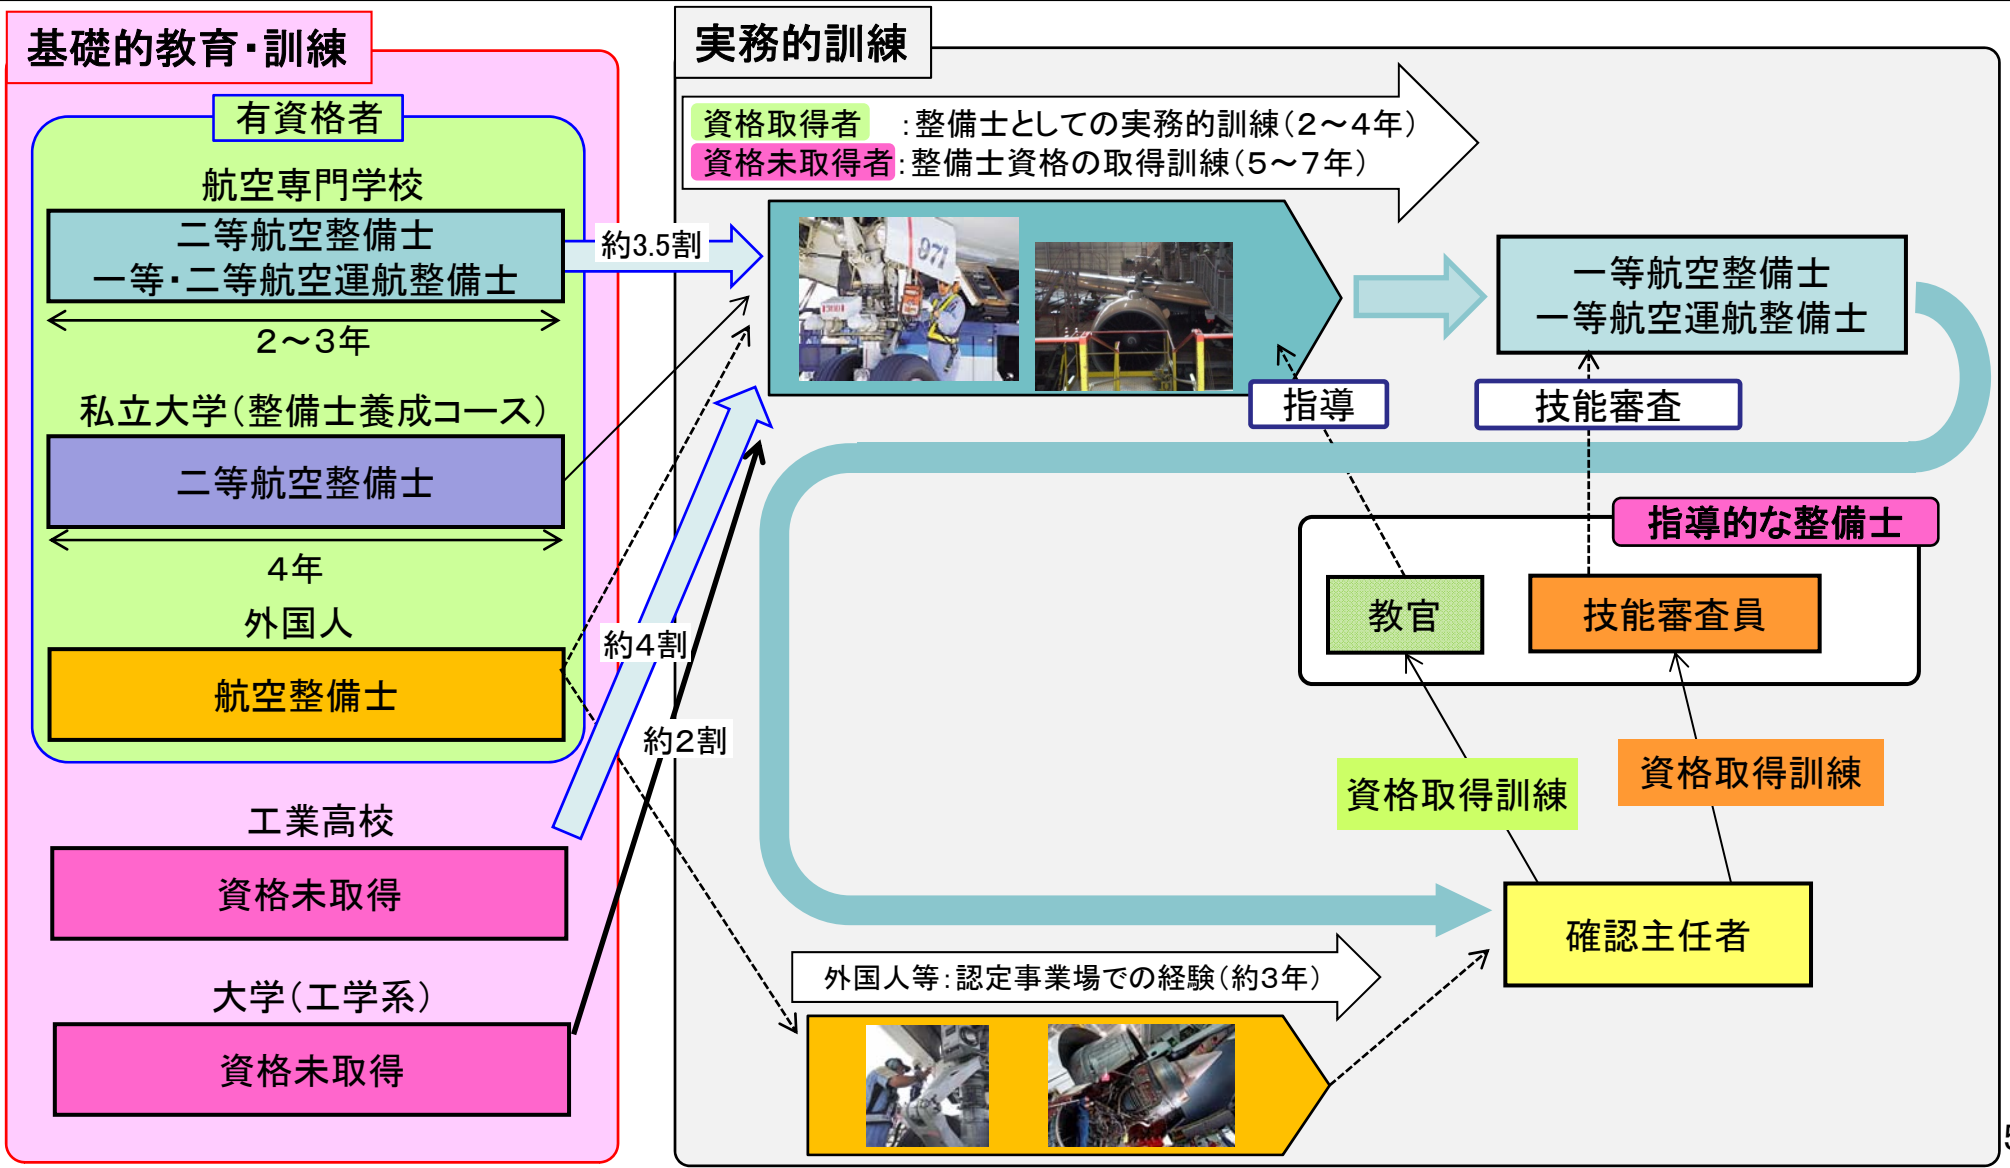 基礎的教育・訓練
有資格者
航空専門学校
二等航空整備士
一等・二等航空運航整備士
2～3年
私立大学(整備士養成コース)
二等航空整備士
4年
外国人
航空整備士
工業高校
資格未取得
大学(工学系)
資格未取得
約3.5割
約4割
約2割
実務的訓練
資格取得者 :整備士としての実務的訓練(2～4年)
資格未取得者:整備士資格の取得訓練(5～7年)
971
一等航空整備士
一等航空運航整備士
指導
技能審査
指導的な整備士
教官
技能審査員
資格取得訓練
資格取得訓練
確認主任者
外国人等:認定事業場での経験(約3年)
5